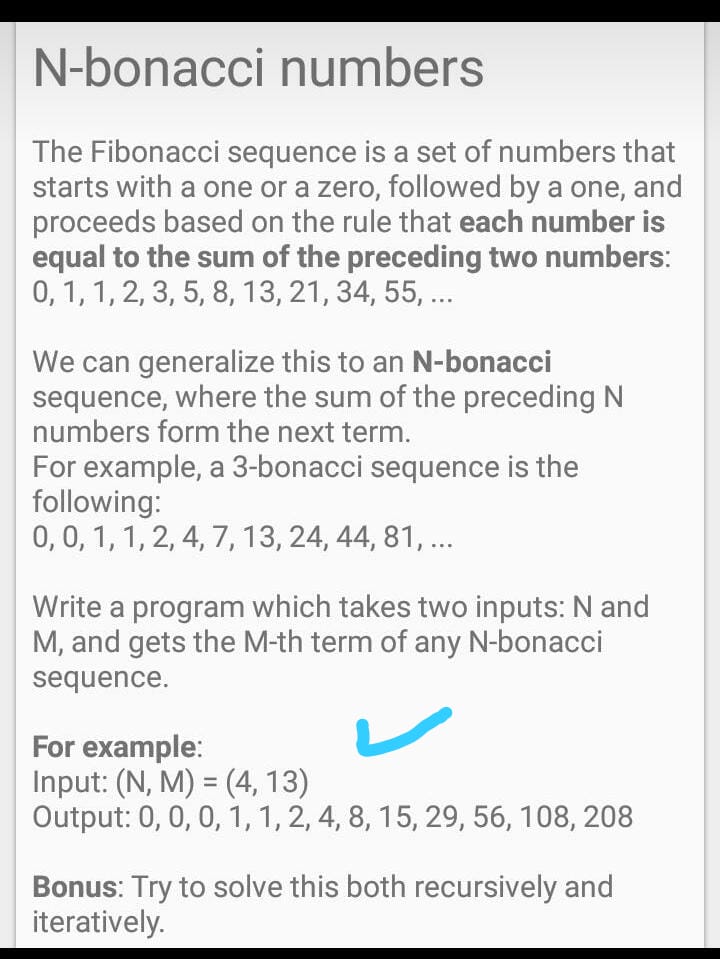 N-bonacci numbers
The Fibonacci sequence is a set of numbers that
starts with a one or a zero, followed by a one, and
proceeds based on the rule that each number is
equal to the sum of the preceding two numbers:
0, 1, 1, 2, 3, 5, 8, 13, 21, 34, 55, ...
We can generalize this to an N-bonacci
sequence, where the sum of the preceding N
numbers form the next term.
For example, a 3-bonacci sequence is the
following:
0, 0, 1, 1, 2, 4, 7, 13, 24, 44, 81, ...
Write a program which takes two inputs: N and
M, and gets the M-th term of any N-bonacci
sequence.
For example:
Input: (N, M) = (4, 13)
Output: 0, 0, 0, 1, 1, 2, 4, 8, 15, 29, 56, 108, 208
Bonus: Try to solve this both recursively and
iteratively.